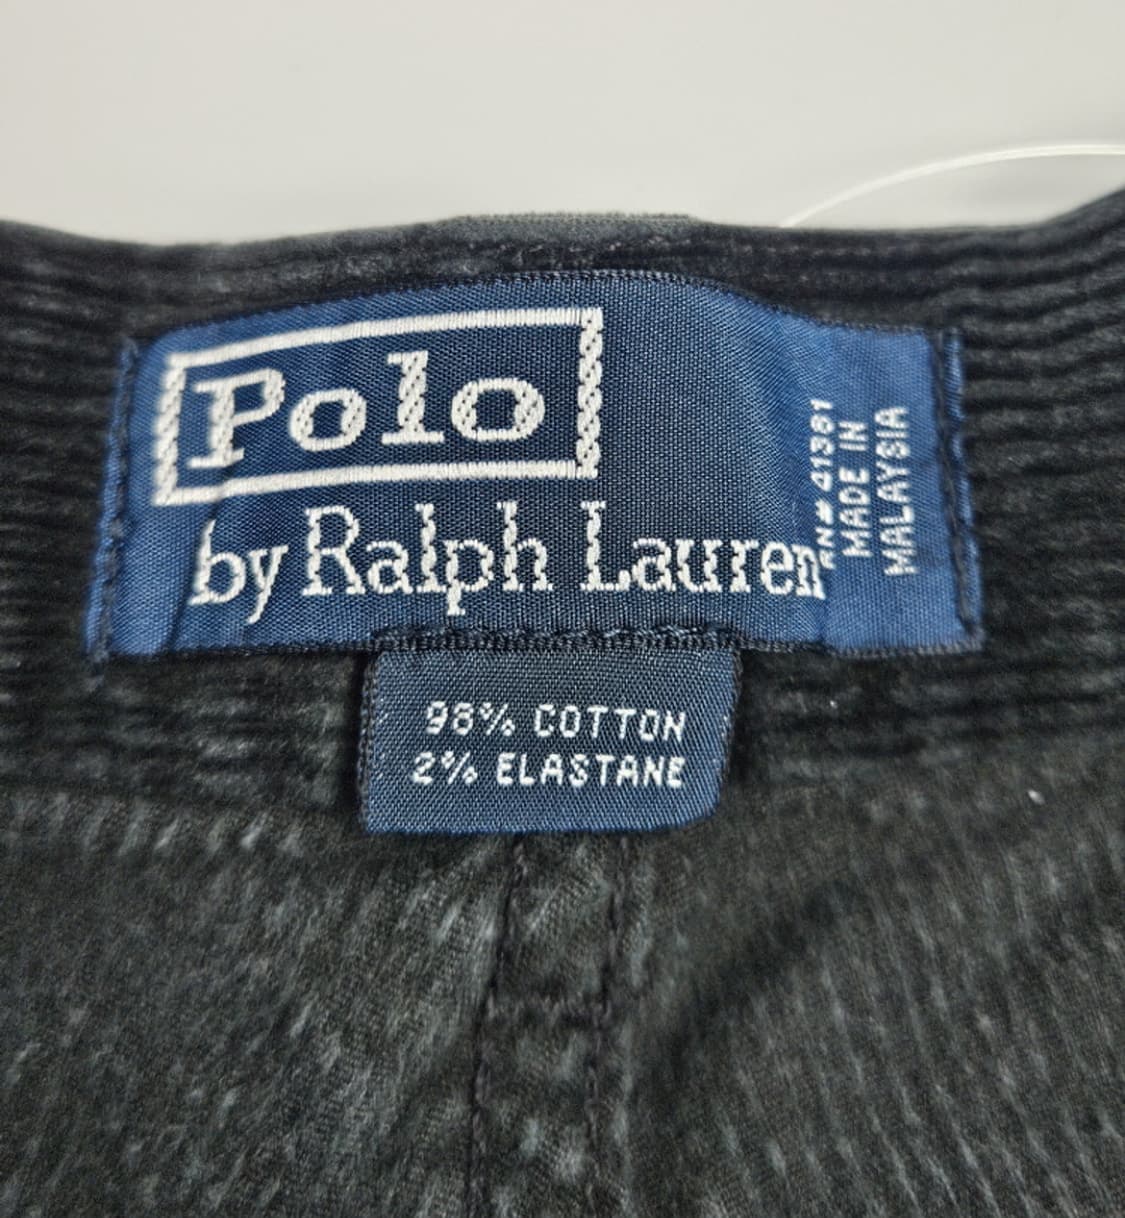 Polo
by Ralph Lauren
RN# 41381
MADE IN
MALAYSIA
98% COTTON
2% ELASTANE